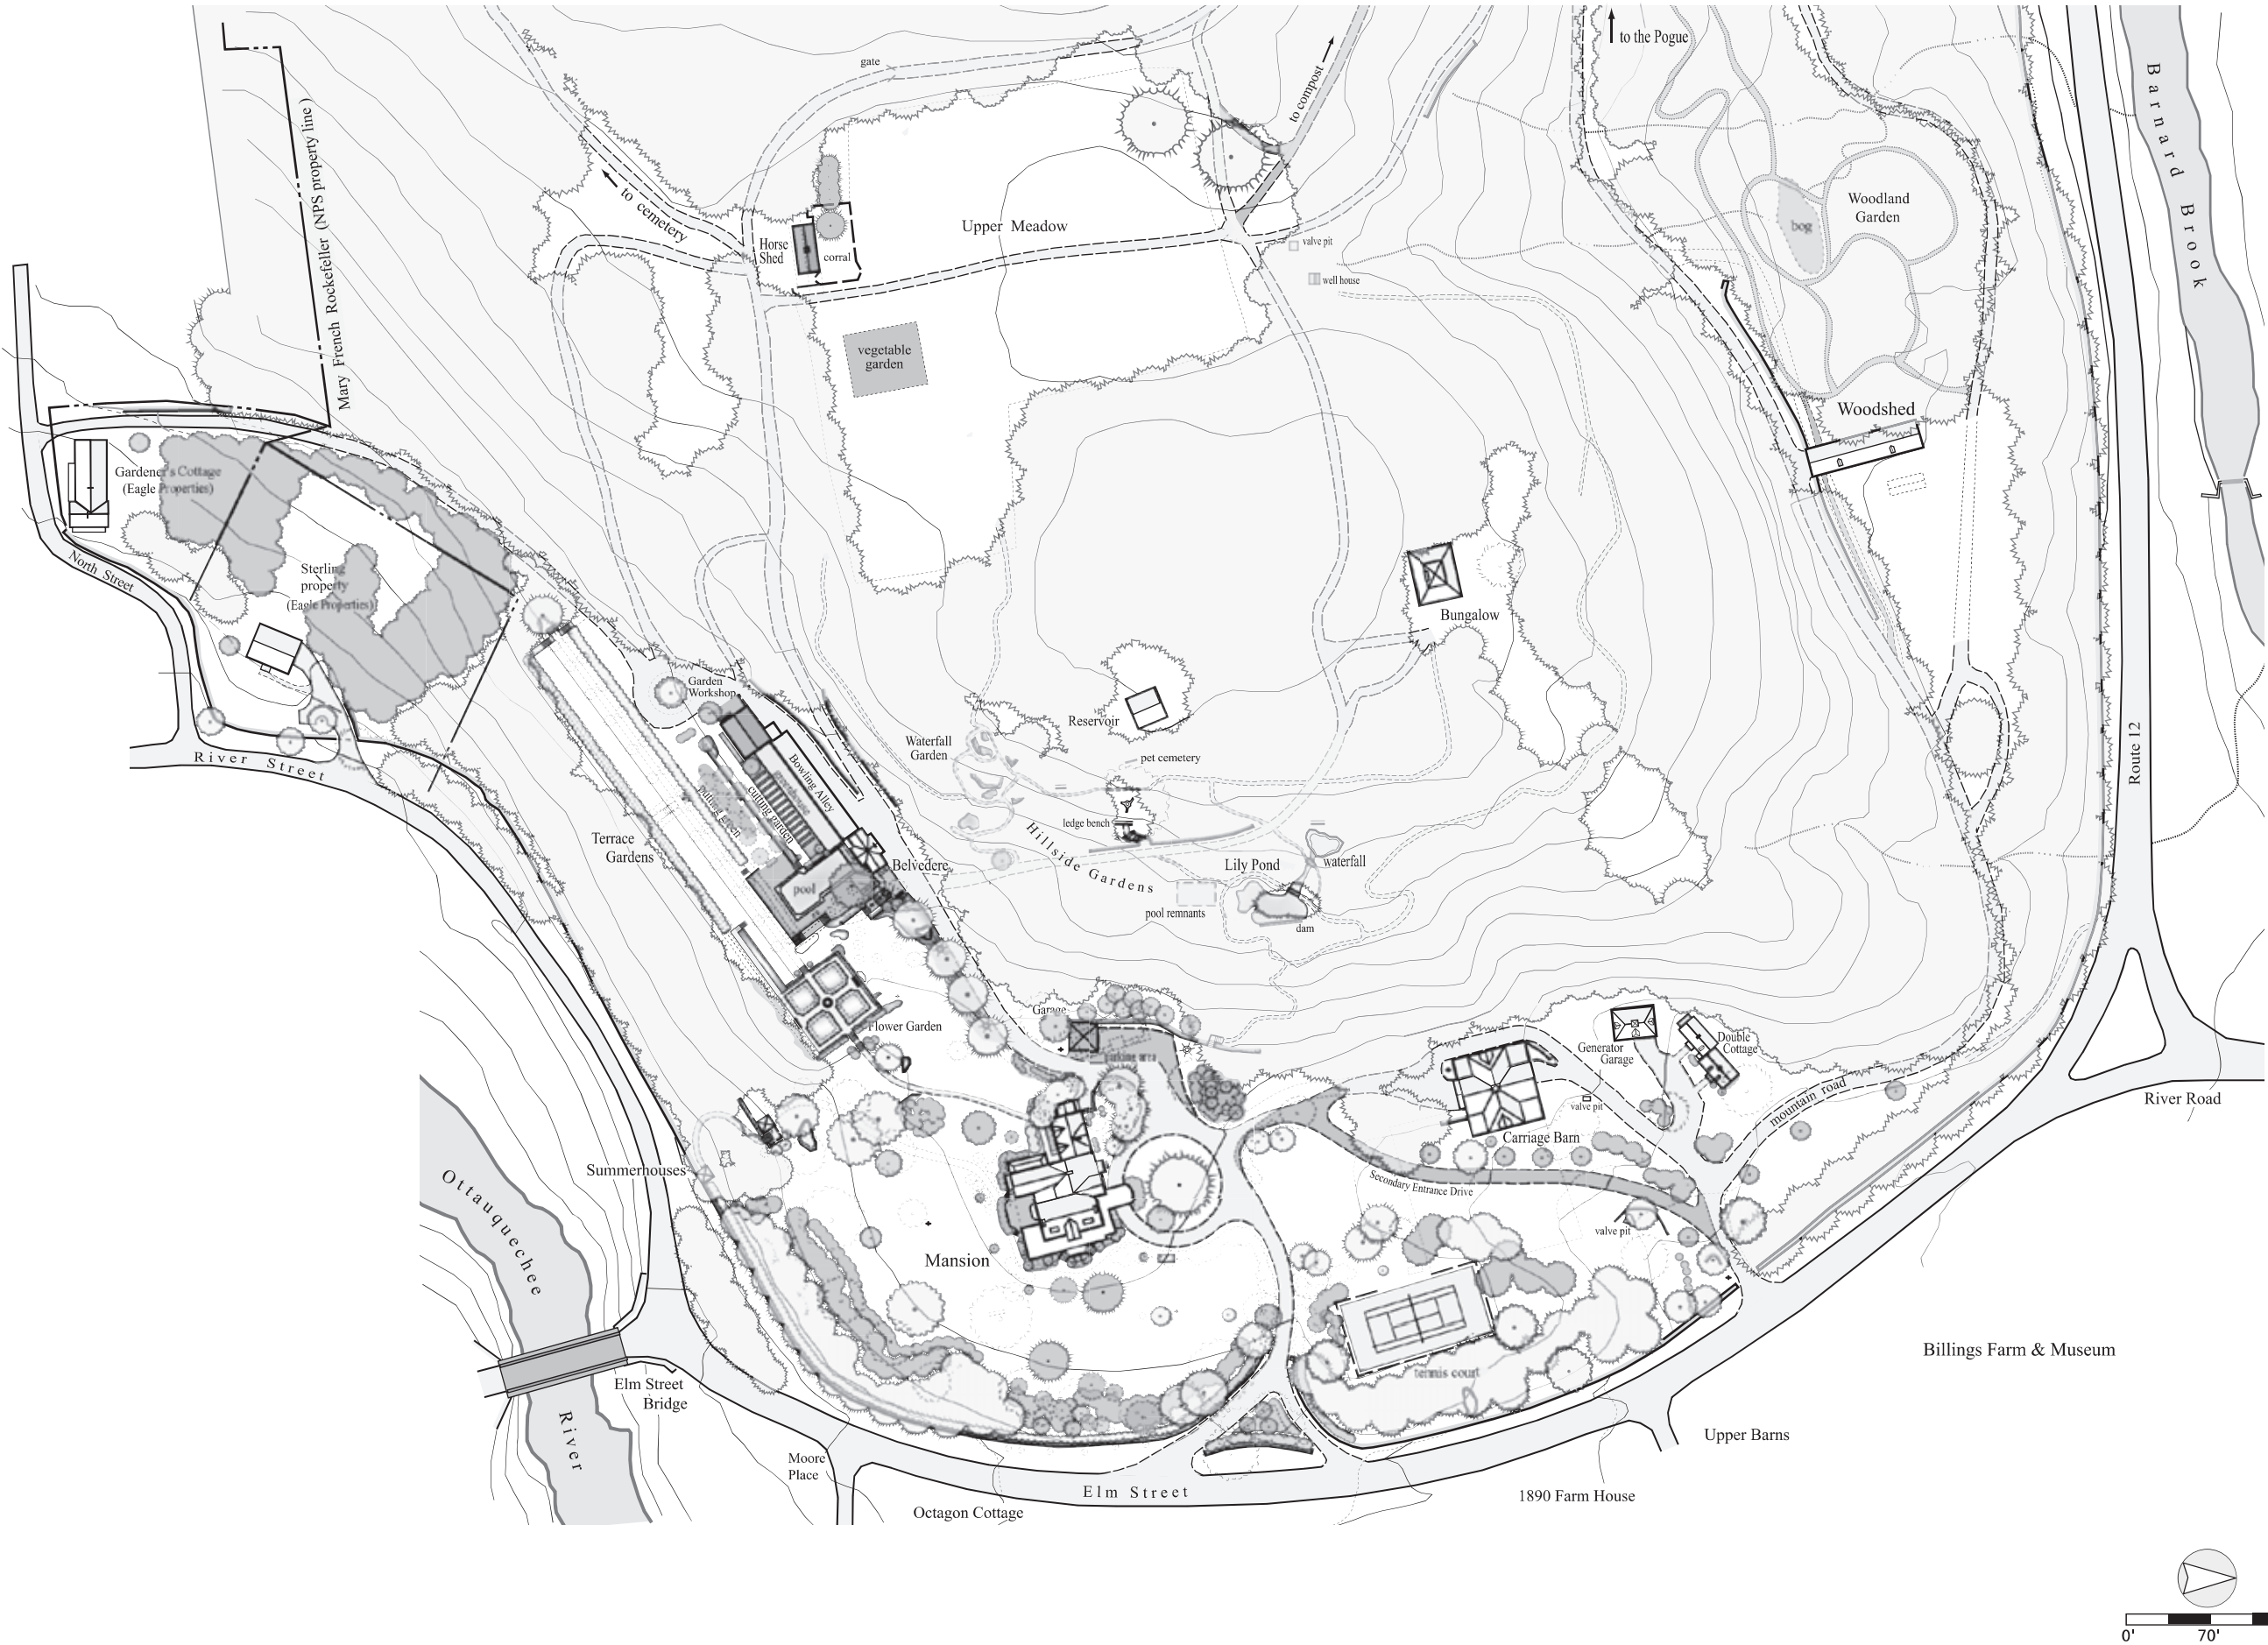 to the Pogue
gate
to compost
Barnard Brook
Mary French Rockefeller (NPS property line)
to cemetery
Woodland
Garden
bog
Upper Meadow
Horse
Shed
corral
valve pit
well house
vegetable
garden
Woodshed
Gardener's Cottage
(Eagle Properties)
North Street
Sterling
property
(Eagle Properties)
Bungalow
Garden
Workshop
Reservoir
Waterfall
Garden
River Street
Route 12
pet cemetery
Bowling Alley
putting green
cutting garden
ledge bench
Terrace
Gardens
Hillside Gardens
Belvedere
Lily Pond
waterfall
pool
pool remnants
dam
Garage
Flower Garden
parking area
Generator
Garage
Double
Cottage
mountain road
valve pit
River Road
Carriage Barn
Summerhouses
Secondary Entrance Drive
Ottauquechee
River
valve pit
Mansion
Billings Farm & Museum
tennis court
Elm Street
Bridge
Upper Barns
Moore
Place
Elm Street
1890 Farm House
Octagon Cottage
0' 70'